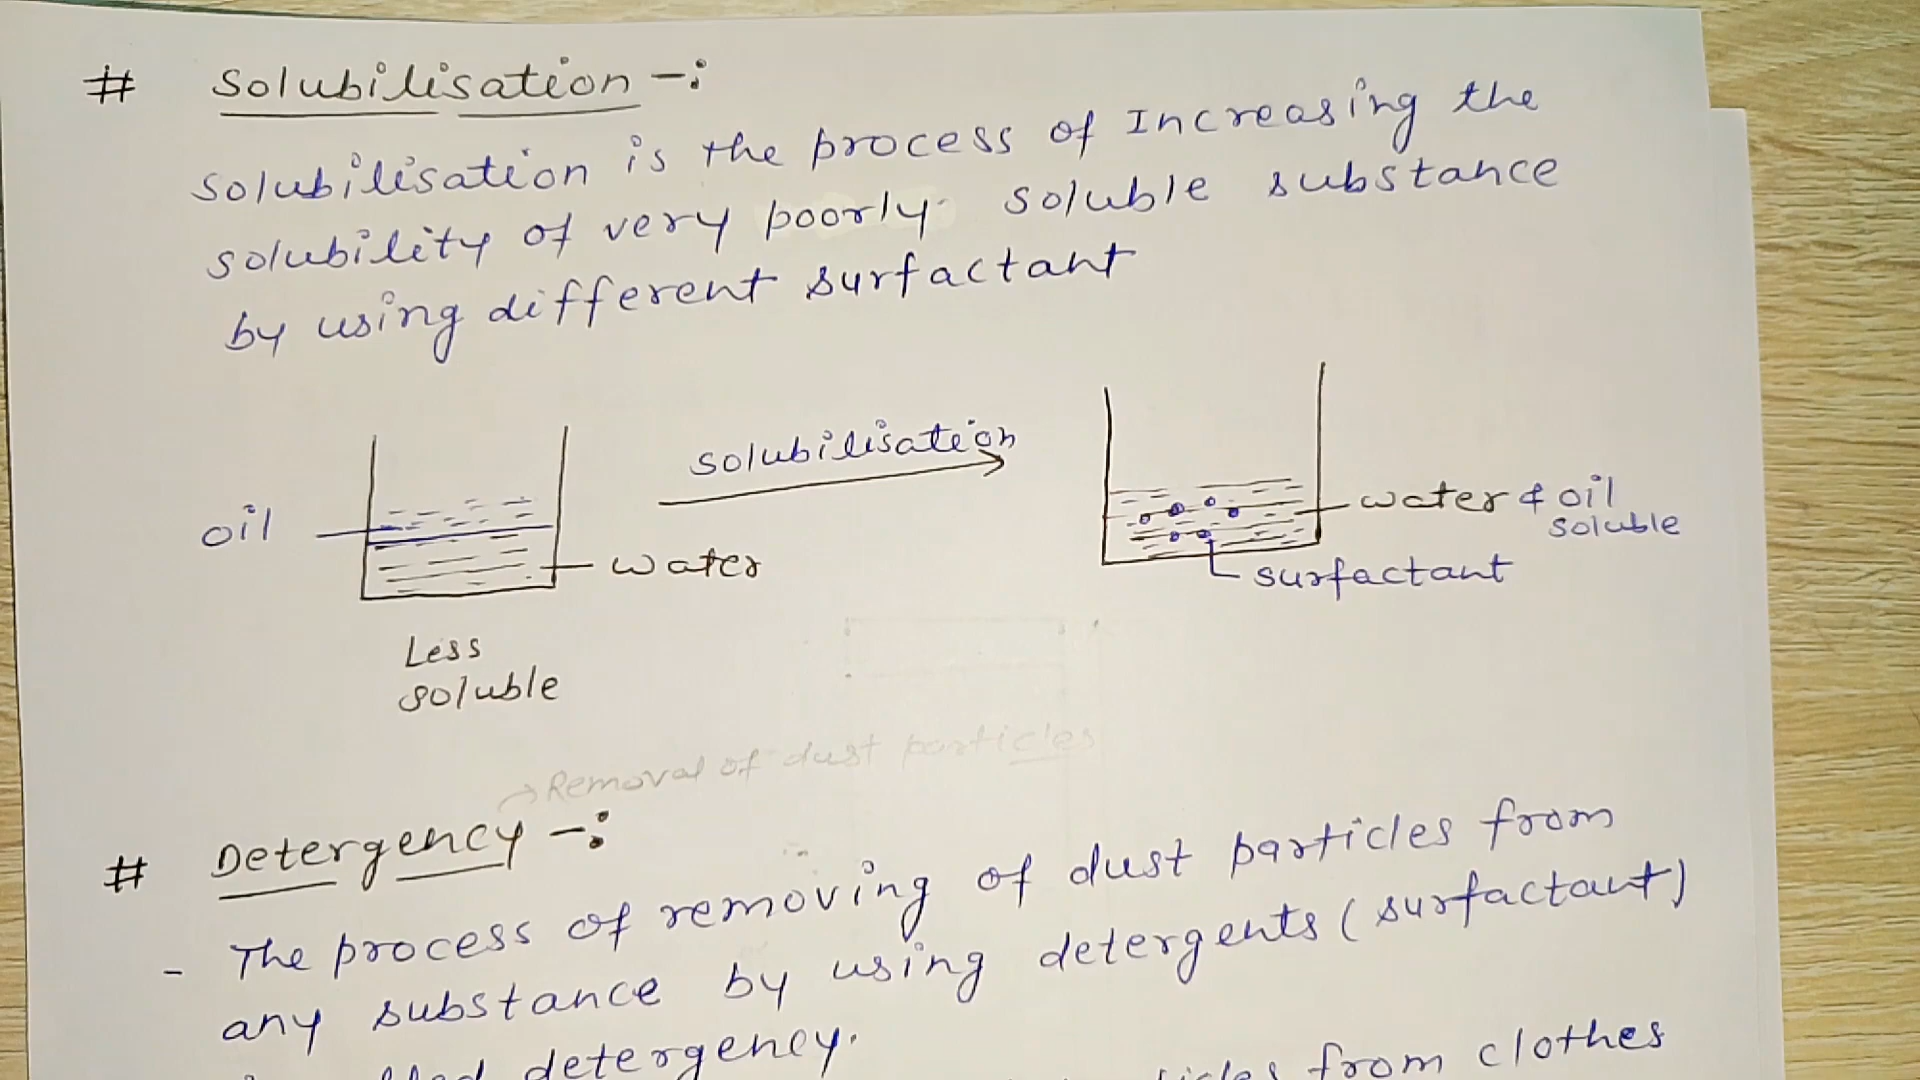 # Solubilisation -:
solubilisation is the process of Increasing the
solubility of very poorly soluble substance
by using different surfactant
solubilisation
oil
water
Less
soluble
water & oil
soluble
surfactant
→ Removal of dust particles
# Detergency -:
- The process of removing of dust particles from
any substance by using detergents (surfactant)
detergency.
from clothes